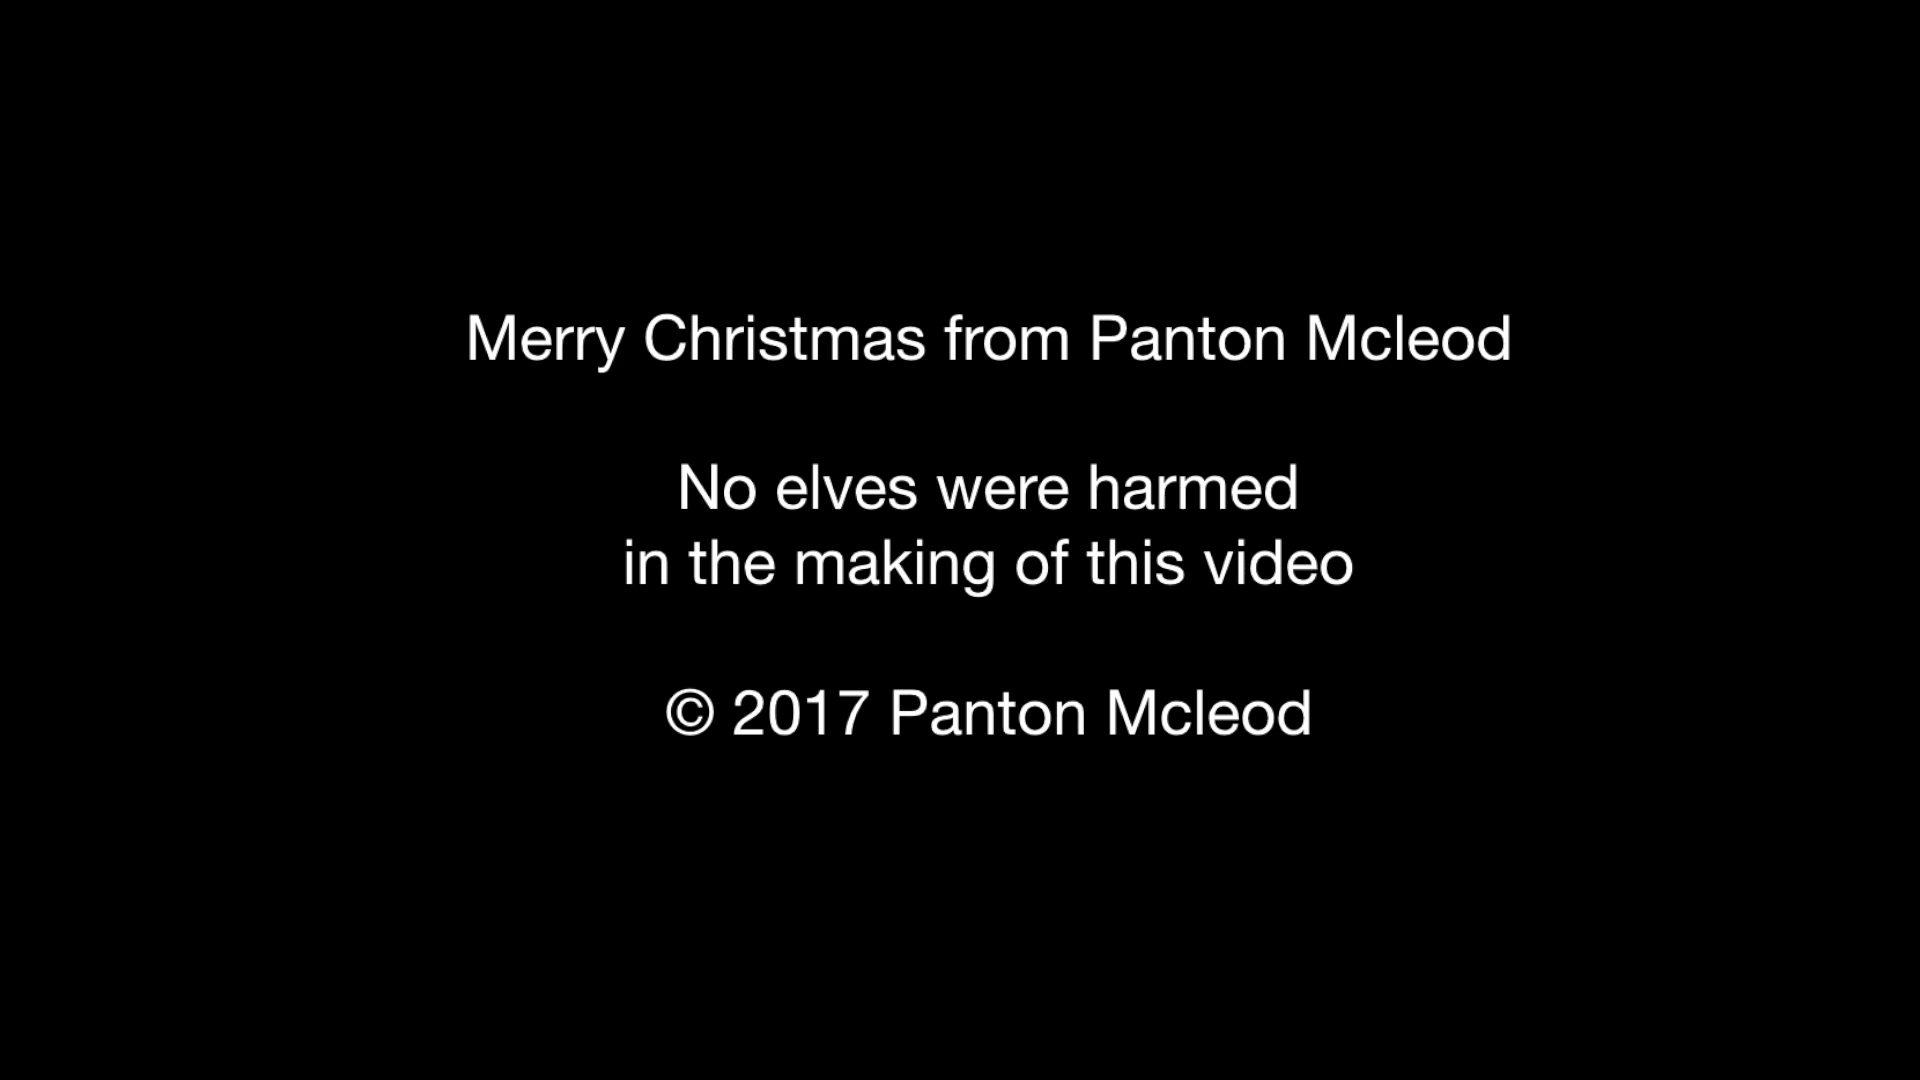 Merry Christmas from Panton Mcleod
No elves were harmed
in the making of this video
© 2017 Panton Mcleod